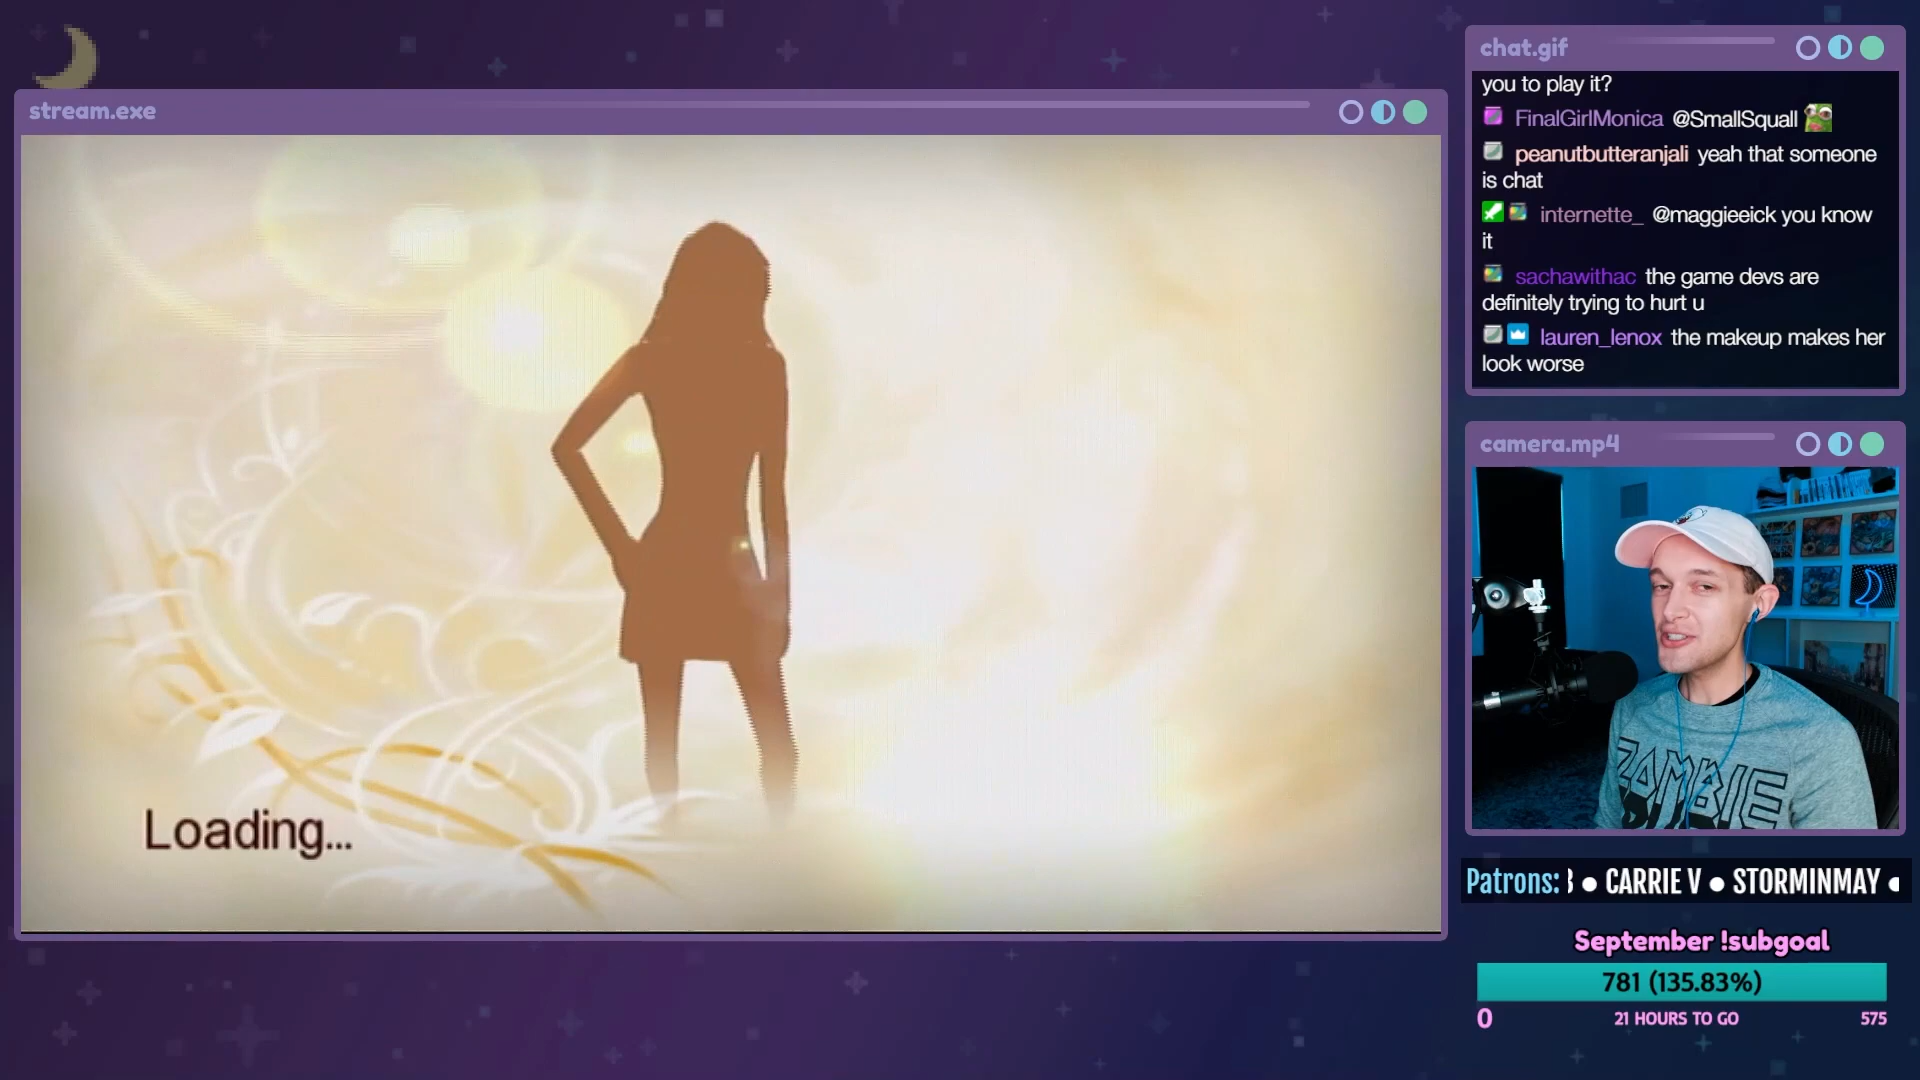 chat.gif
you to play it?
FinalGirlMonica @SmallSquall
peanutbutteranjali yeah that someone
is chat
internette_ @maggieeick you know
it
sachawithac the game devs are
definitely trying to hurt u
lauren_lenox the makeup makes her
look worse
stream.exe
Loading...
camera.mp4
ZOMBIE
Patrons: B ● CARRIE V ● STORMINMAY ●
September !subgoal
781 (135.83%)
0 21 HOURS TO GO 575